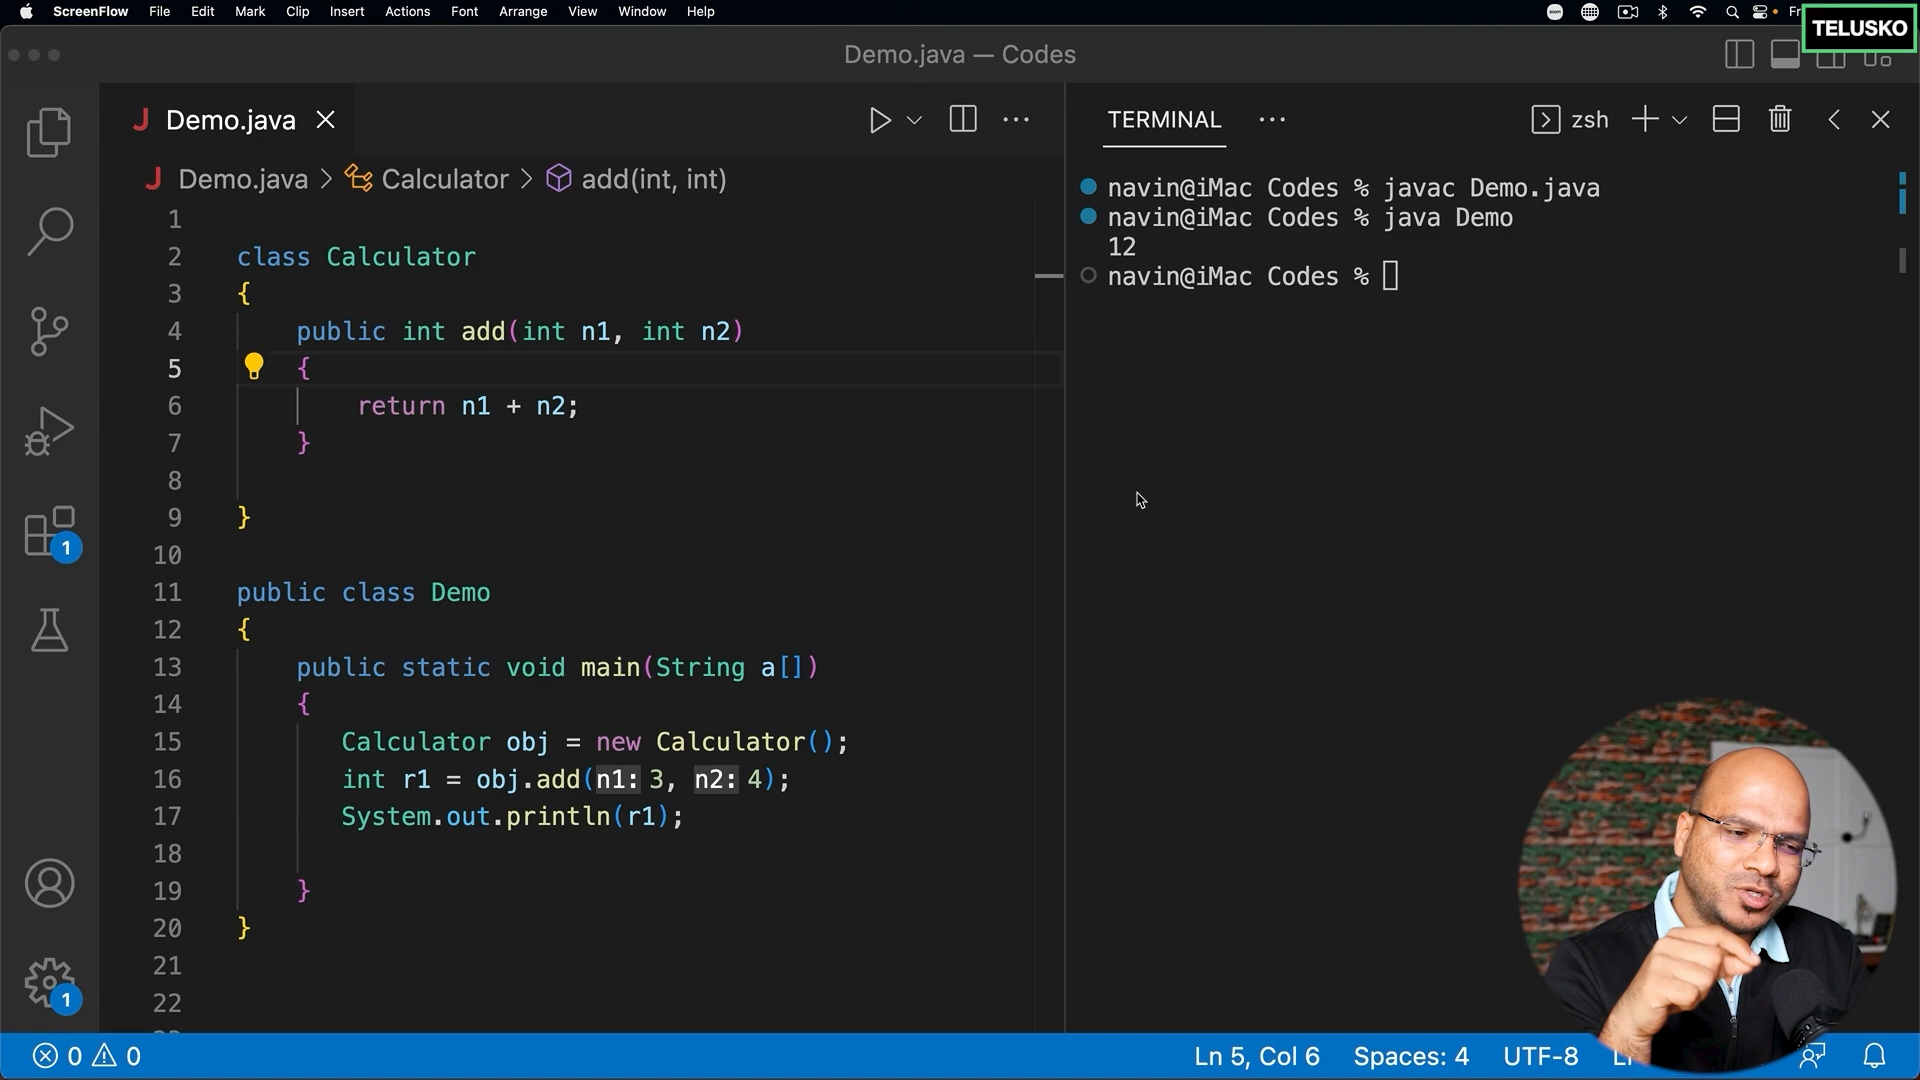 ScreenFlow File Edit Mark Clip Insert Actions Font Arrange View Window Help
TELUSKO
Demo.java — Codes
Demo.java
TERMINAL
zsh
Demo.java > Calculator > add(int, int)
1
2 class Calculator
3 {
4 public int add(int n1, int n2)
5 {
6 return n1 + n2;
7 }
8
9 }
10
11 public class Demo
12 {
13 public static void main(String a[])
14 {
15 Calculator obj = new Calculator();
16 int r1 = obj.add(n1: 3, n2: 4);
17 System.out.println(r1);
18
19 }
20 }
21
22
navin@iMac Codes % javac Demo.java
navin@iMac Codes % java Demo
12
navin@iMac Codes %
1
1
0 0
Ln 5, Col 6 Spaces: 4 UTF-8